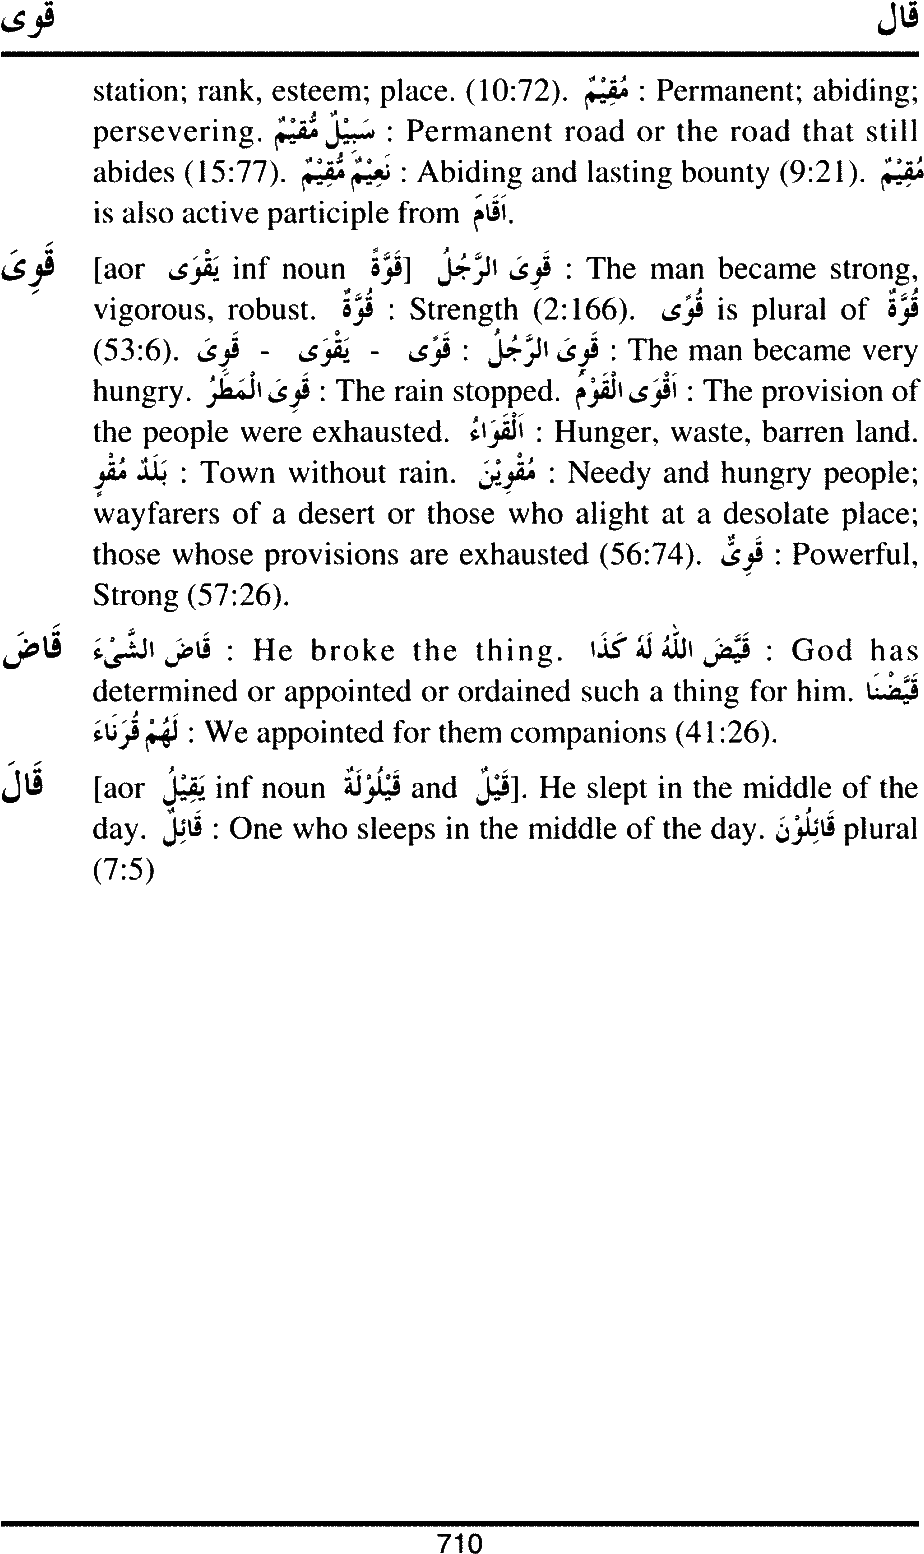 قوى قال
station; rank, esteem; place. (10:72). مُقِيْمٌ : Permanent; abiding;
persevering. سَبِيْلٌ مُّقِيْمٌ : Permanent road or the road that still
abides (15:77). نَعِيْمٌ مُّقِيْمٌ : Abiding and lasting bounty (9:21). مُقِيْمٌ
is also active participle from اَقَامَ.
قَوِىَ [aor يَقْوَى inf noun قَوَّةً] قَوِىَ الرَّجُلُ : The man became strong,
vigorous, robust. قُوَّةٌ : Strength (2:166). قُوًى is plural of قُوَّةٌ
(53:6). قَوِىَ - يَقْوَى - قَوًى : قَوِىَ الرَّجُلُ : The man became very
hungry. قَوِىَ الْمَطَرُ : The rain stopped. اَقْوَى الْقَوْمُ : The provision of
the people were exhausted. اَلْقَوَاءُ : Hunger, waste, barren land.
بَلَدٌ مُقْوٍ : Town without rain. مُقْوِيْنَ : Needy and hungry people;
wayfarers of a desert or those who alight at a desolate place;
those whose provisions are exhausted (56:74). قَوِىٌّ : Powerful,
Strong (57:26).
قَاضَ قَاضَ الشَّىْءَ : He broke the thing. قَيَّضَ اللّٰهُ لَهُ كَذَا : God has
determined or appointed or ordained such a thing for him. قَيَّضْنَا
لَهُمْ قُرَنَاءَ : We appointed for them companions (41:26).
قَالَ [aor يَقِيْلُ inf noun قَيْلُوْلَةٌ and قَيْلٌ]. He slept in the middle of the
day. قَائِلٌ : One who sleeps in the middle of the day. قَائِلُوْنَ plural
(7:5)
710